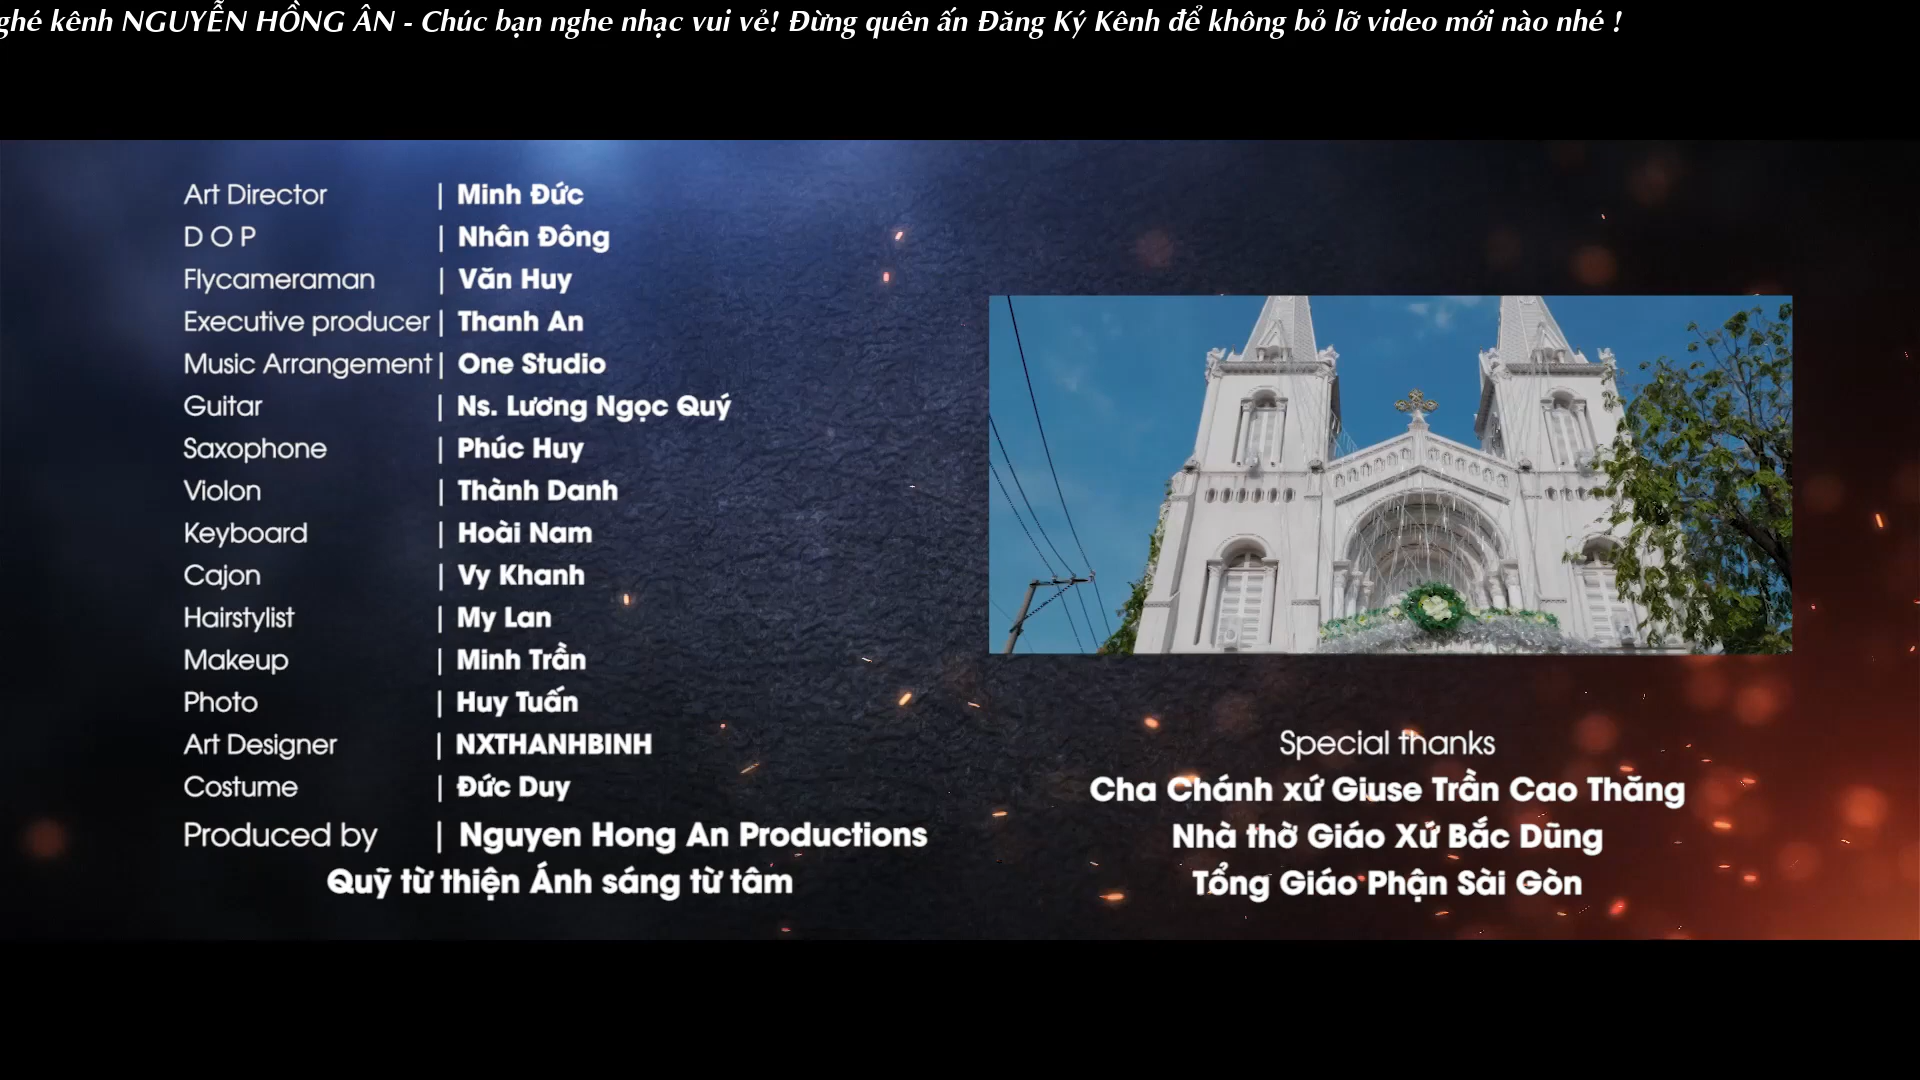 ghé kênh NGUYỄN HỒNG ÂN - Chúc bạn nghe nhạc vui vẻ! Đừng quên ấn Đăng Ký Kênh để không bỏ lỡ video mới nào nhé !
Art Director | Minh Đức
D O P | Nhân Đông
Flycameraman | Văn Huy
Executive producer | Thanh An
Music Arrangement | One Studio
Guitar | Ns. Lương Ngọc Quý
Saxophone | Phúc Huy
Violon | Thành Danh
Keyboard | Hoài Nam
Cajon | Vy Khanh
Hairstylist | My Lan
Makeup | Minh Trần
Photo | Huy Tuấn
Art Designer | NXTHANHBINH
Costume | Đức Duy
Produced by | Nguyen Hong An Productions
Quỹ từ thiện Ánh sáng từ tâm
Special thanks
Cha Chánh xứ Giuse Trần Cao Thăng
Nhà thờ Giáo Xứ Bắc Dũng
Tổng Giáo Phận Sài Gòn